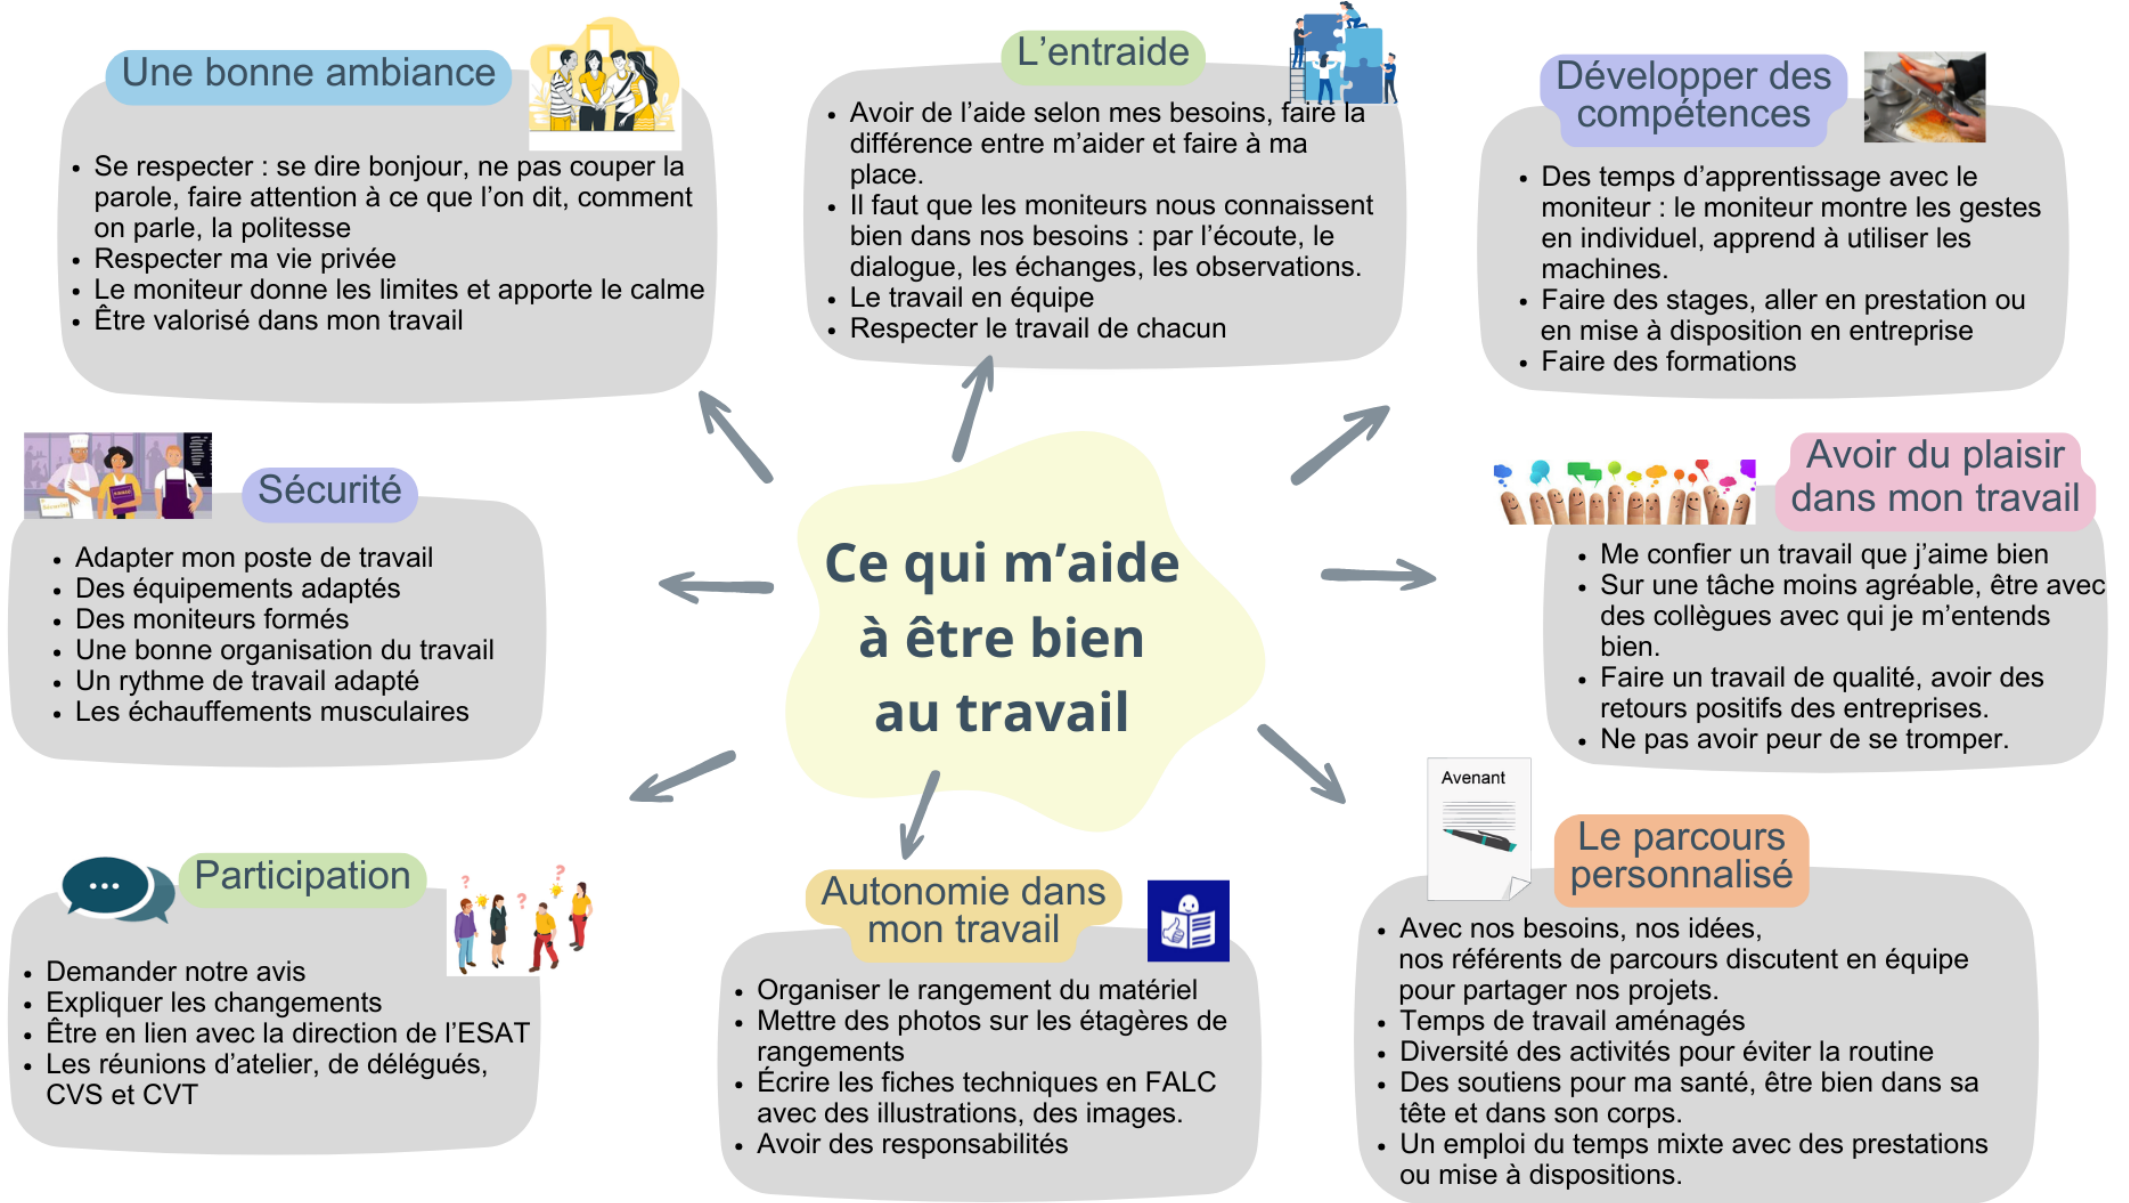 Une bonne ambiance
• Se respecter : se dire bonjour, ne pas couper la
parole, faire attention à ce que l’on dit, comment
on parle, la politesse
• Respecter ma vie privée
• Le moniteur donne les limites et apporte le calme
• Être valorisé dans mon travail
L’entraide
• Avoir de l’aide selon mes besoins, faire la
différence entre m’aider et faire à ma
place.
• Il faut que les moniteurs nous connaissent
bien dans nos besoins : par l’écoute, le
dialogue, les échanges, les observations.
• Le travail en équipe
• Respecter le travail de chacun
Développer des
compétences
• Des temps d’apprentissage avec le
moniteur : le moniteur montre les gestes
en individuel, apprend à utiliser les
machines.
• Faire des stages, aller en prestation ou
en mise à disposition en entreprise
• Faire des formations
Sécurité
• Adapter mon poste de travail
• Des équipements adaptés
• Des moniteurs formés
• Une bonne organisation du travail
• Un rythme de travail adapté
• Les échauffements musculaires
Ce qui m’aide
à être bien
au travail
Avoir du plaisir
dans mon travail
• Me confier un travail que j’aime bien
• Sur une tâche moins agréable, être avec
des collègues avec qui je m’entends
bien.
• Faire un travail de qualité, avoir des
retours positifs des entreprises.
• Ne pas avoir peur de se tromper.
Participation
• Demander notre avis
• Expliquer les changements
• Être en lien avec la direction de l’ESAT
• Les réunions d’atelier, de délégués,
CVS et CVT
Autonomie dans
mon travail
• Organiser le rangement du matériel
• Mettre des photos sur les étagères de
rangements
• Écrire les fiches techniques en FALC
avec des illustrations, des images.
• Avoir des responsabilités
Avenant
Le parcours
personnalisé
• Avec nos besoins, nos idées,
nos référents de parcours discutent en équipe
pour partager nos projets.
• Temps de travail aménagés
• Diversité des activités pour éviter la routine
• Des soutiens pour ma santé, être bien dans sa
tête et dans son corps.
• Un emploi du temps mixte avec des prestations
ou mise à dispositions.